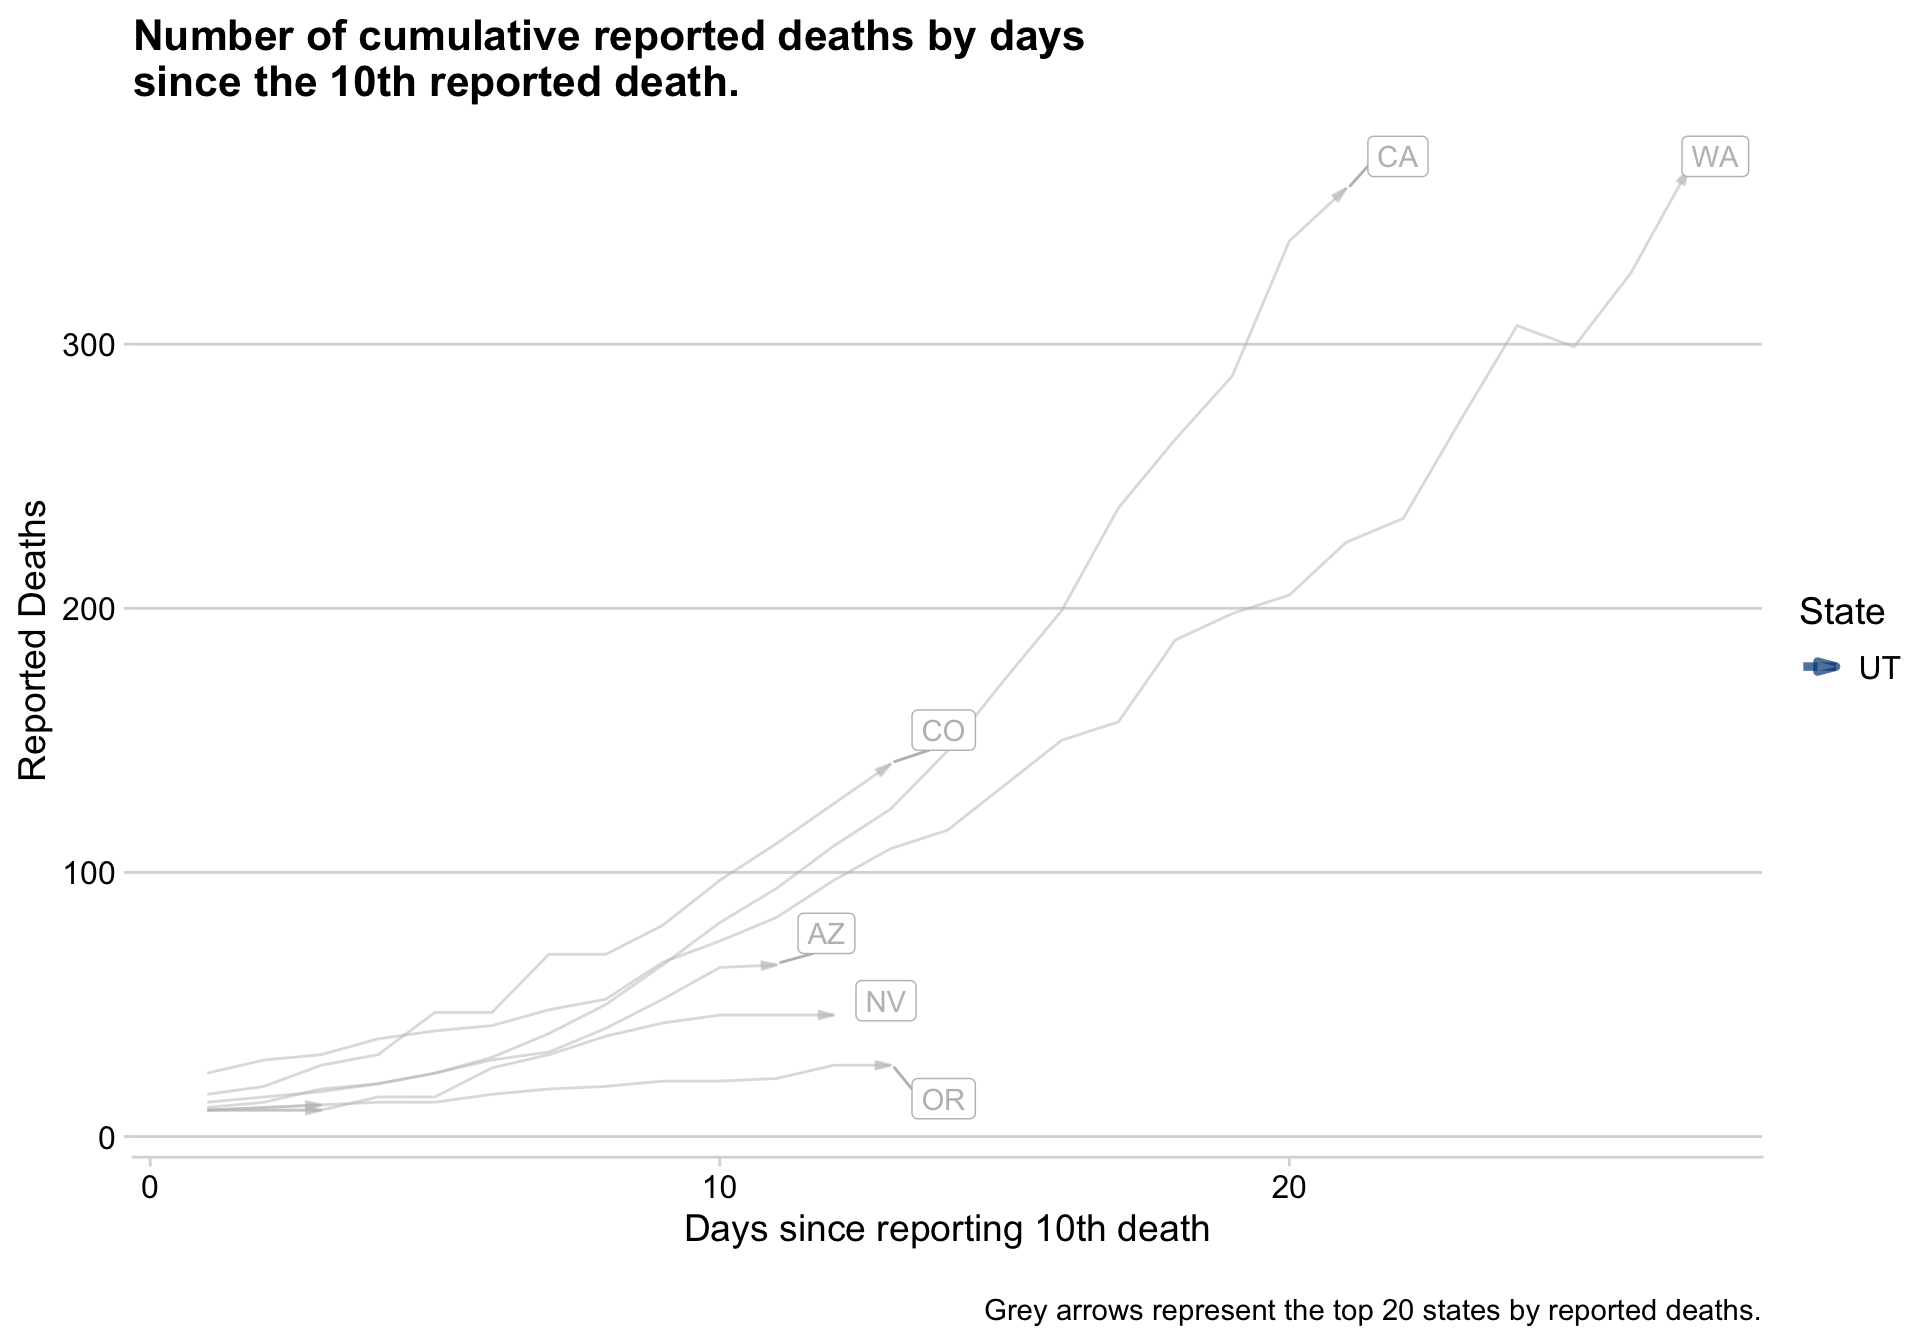 Number of cumulative reported deaths by days
since the 10th reported death.
CA
WA
300
Reported Deaths
200
State
UT
CO
100
AZ
NV
OR
0
0 10 20
Days since reporting 10th death
Grey arrows represent the top 20 states by reported deaths.